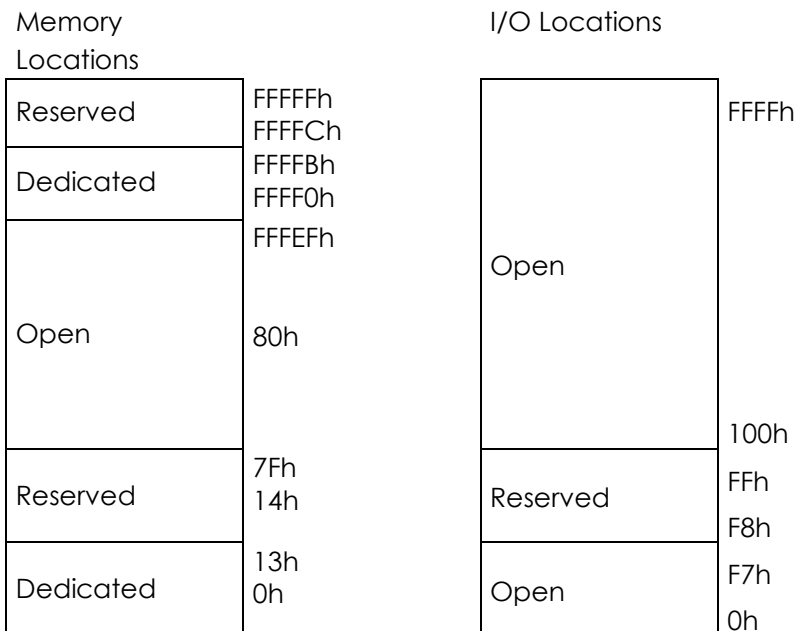 Memory
Locations
Reserved
FFFFFh
FFFFCh
Dedicated
FFFFBh
FFFF0h
FFFEFh
Open
80h
Reserved
7Fh
14h
Dedicated
13h
0h
I/O Locations
FFFFh
Open
100h
Reserved
FFh
F8h
Open
F7h
0h